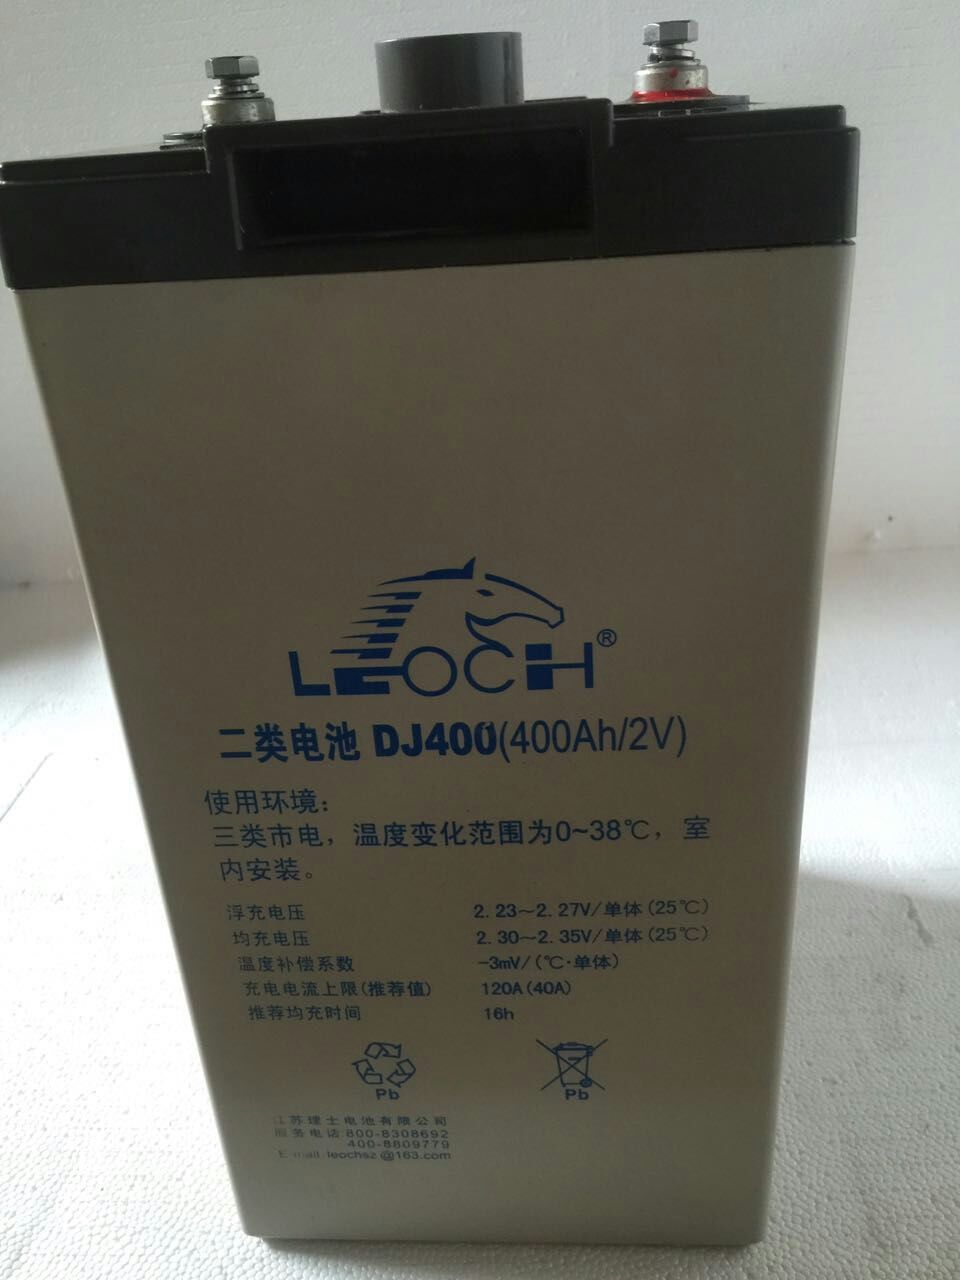 LEOCH®
二类电池 DJ400(400Ah/2V)
使用环境:
三类市电，温度变化范围为0~38℃，室
内安装。
浮充电压 2.23~2.27V/单体(25℃)
均充电压 2.30~2.35V/单体(25℃)
温度补偿系数 -3mV/(℃·单体)
充电电流上限(推荐值) 120A(40A)
推荐均充时间 16h
Pb Pb
江苏理士电池有限公司
服务电话:800-8308692
400-8809779
E-mail:leochsz@163.com